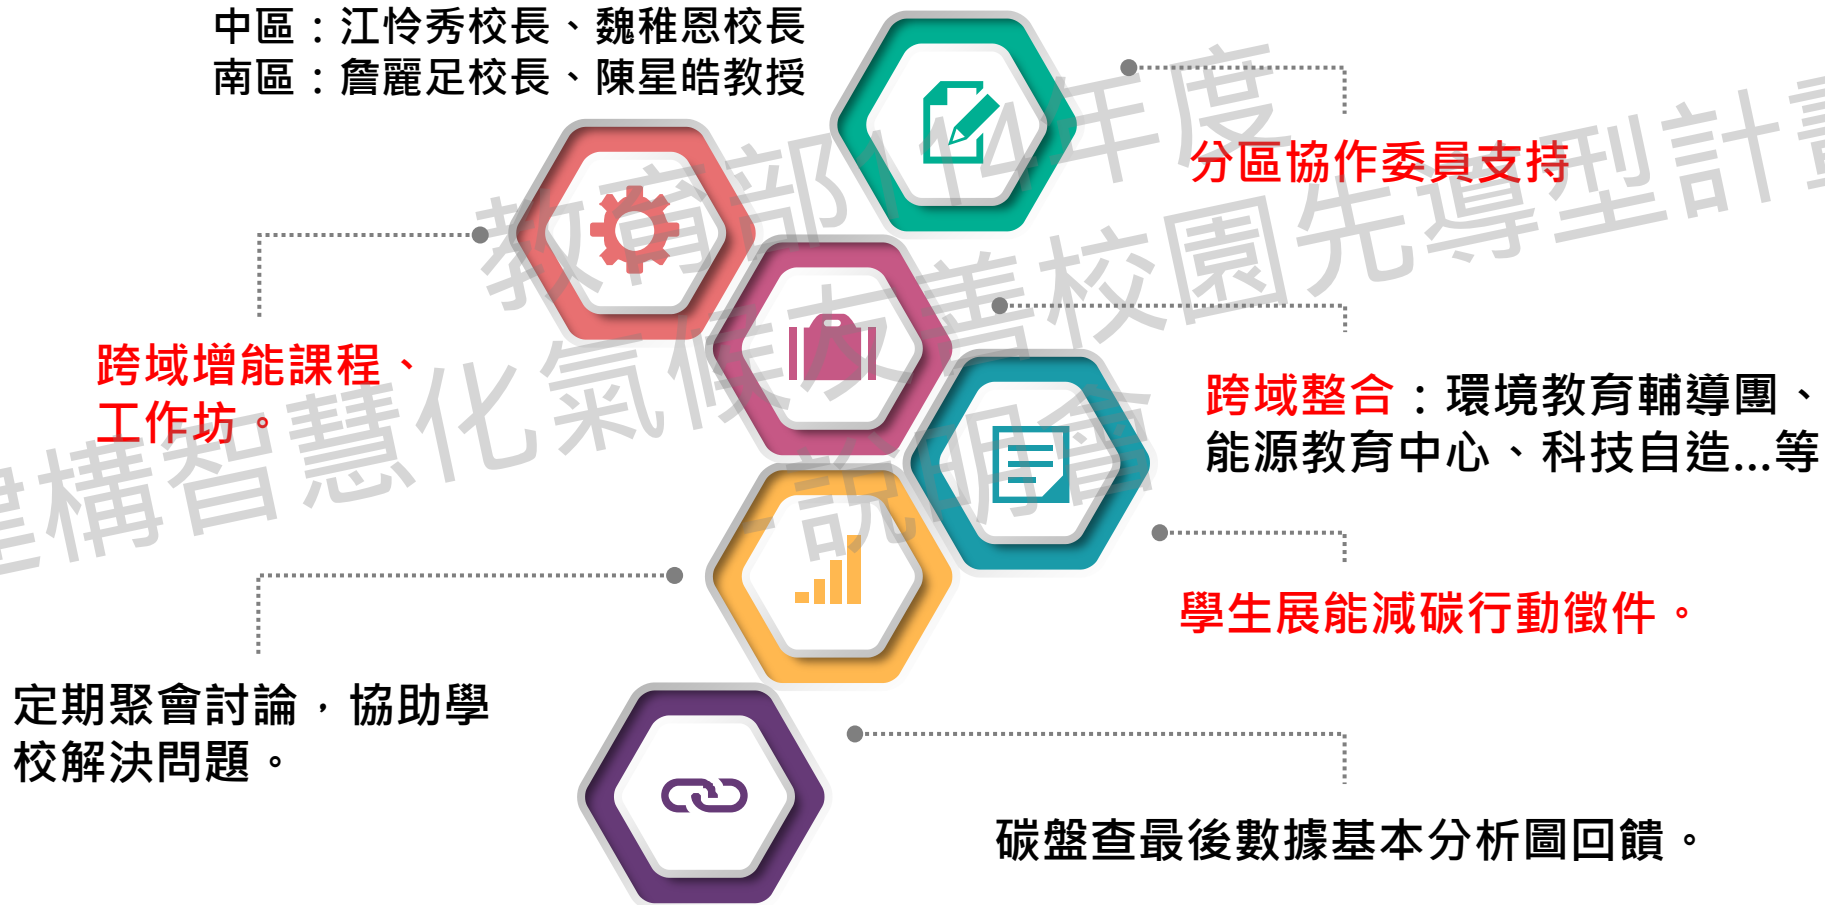 中區：江怜秀校長、魏稚恩校長
南區：詹麗足校長、陳星皓教授
分區協作委員支持
跨域增能課程、
工作坊。
跨域整合：環境教育輔導團、
能源教育中心、科技自造...等
學生展能減碳行動徵件。
定期聚會討論，協助學
校解決問題。
碳盤查最後數據基本分析圖回饋。
教育部114年度
建構智慧化氣候友善校園先導型計畫
說明會